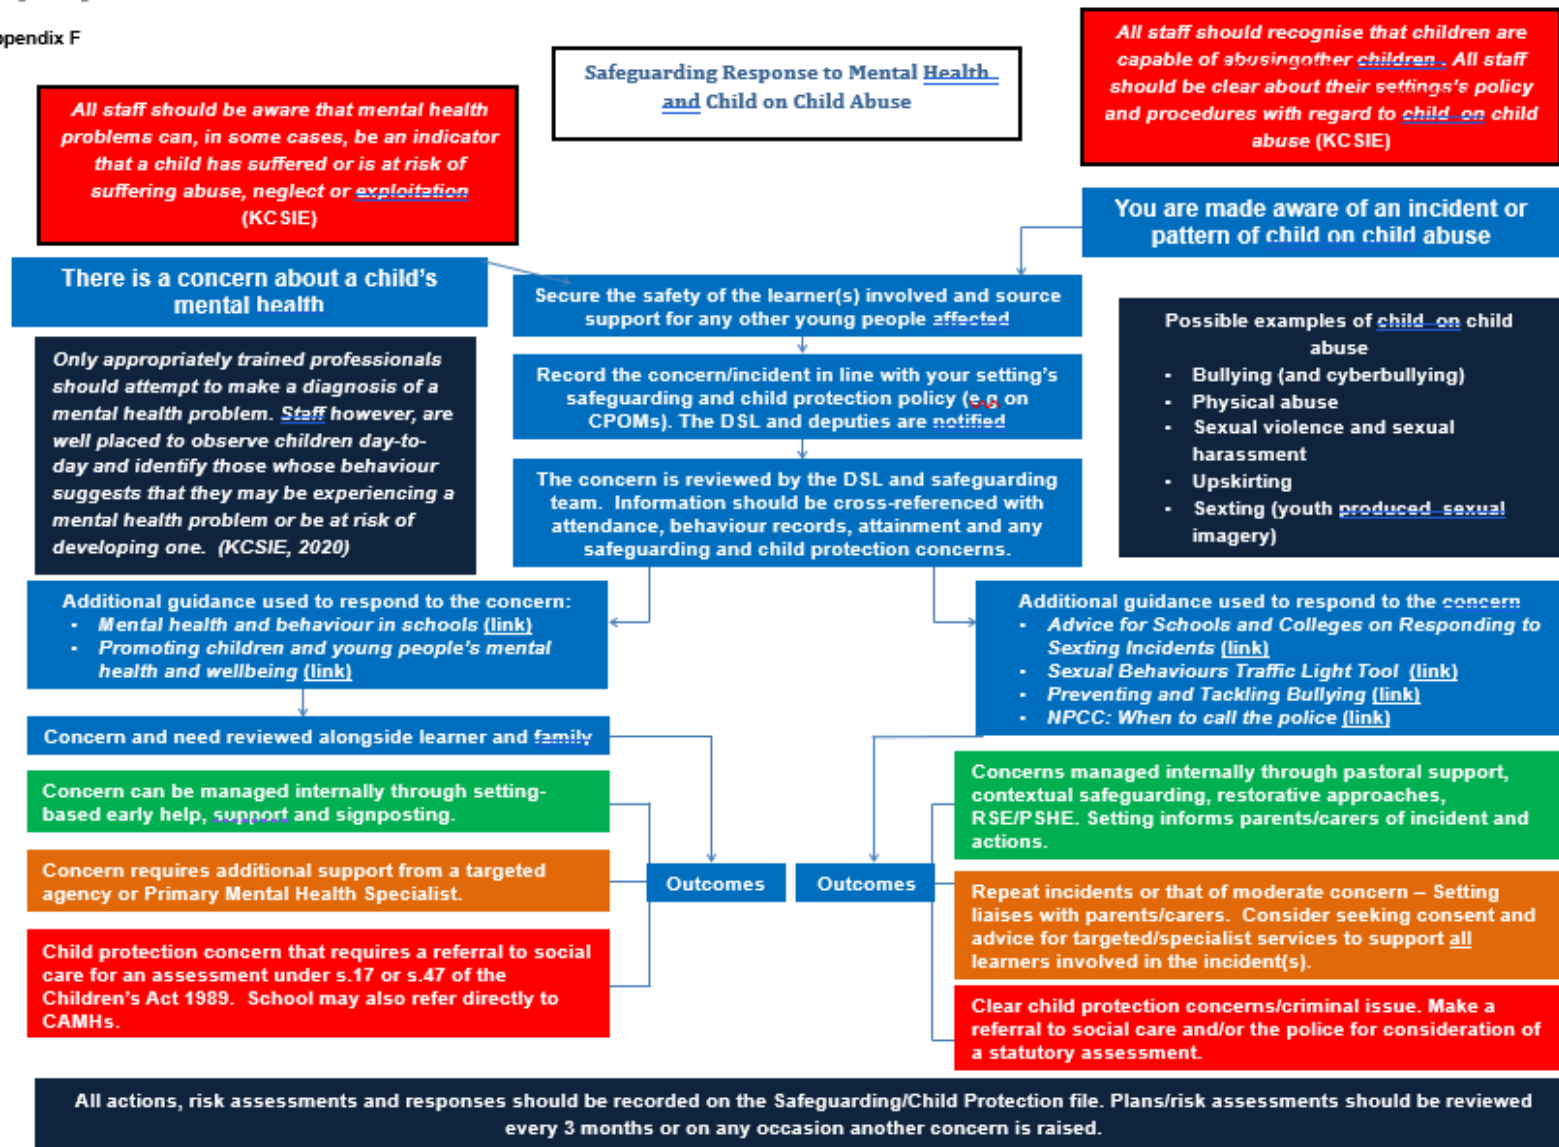 ppendix F
Safeguarding Response to Mental Health
and Child on Child Abuse
All staff should recognise that children are
capable of abusingother children . All staff
should be clear about their settings's policy
and procedures with regard to child on child
abuse (KCSIE)
All staff should be aware that mental health
problems can, in some cases, be an indicator
that a child has suffered or is at risk of
suffering abuse, neglect or exploitation
(KCSIE)
You are made aware of an incident or
pattern of child on child abuse
There is a concern about a child's
mental health
Secure the safety of the learner(s) involved and source
support for any other young people affected
Only appropriately trained professionals
should attempt to make a diagnosis of a
mental health problem. Staff however, are
well placed to observe children day-to-
day and identify those whose behaviour
suggests that they may be experiencing a
mental health problem or be at risk of
developing one. (KCSIE, 2020)
Record the concern/incident in line with your setting's
safeguarding and child protection policy (e.g on
CPOMs). The DSL and deputies are notified
Possible examples of child on child
abuse
- Bullying (and cyberbullying)
- Physical abuse
- Sexual violence and sexual
harassment
- Upskirting
- Sexting (youth produced sexual
imagery)
The concern is reviewed by the DSL and safeguarding
team. Information should be cross-referenced with
attendance, behaviour records, attainment and any
safeguarding and child protection concerns.
Additional guidance used to respond to the concern:
- Mental health and behaviour in schools (link)
- Promoting children and young people's mental
health and wellbeing (link)
Additional guidance used to respond to the concern
- Advice for Schools and Colleges on Responding to
Sexting Incidents (link)
- Sexual Behaviours Traffic Light Tool (link)
- Preventing and Tackling Bullying (link)
- NPCC: When to call the police (link)
Concern and need reviewed alongside learner and family
Concern can be managed internally through setting-
based early help, support and signposting.
Concern requires additional support from a targeted
agency or Primary Mental Health Specialist.
Child protection concern that requires a referral to social
care for an assessment under s.17 or s.47 of the
Children's Act 1989. School may also refer directly to
CAMHs.
Outcomes
Outcomes
Concerns managed internally through pastoral support,
contextual safeguarding, restorative approaches,
RSE/PSHE. Setting informs parents/carers of incident and
actions.
Repeat incidents or that of moderate concern – Setting
liaises with parents/carers. Consider seeking consent and
advice for targeted/specialist services to support all
learners involved in the incident(s).
Clear child protection concerns/criminal issue. Make a
referral to social care and/or the police for consideration of
a statutory assessment.
All actions, risk assessments and responses should be recorded on the Safeguarding/Child Protection file. Plans/risk assessments should be reviewed
every 3 months or on any occasion another concern is raised.